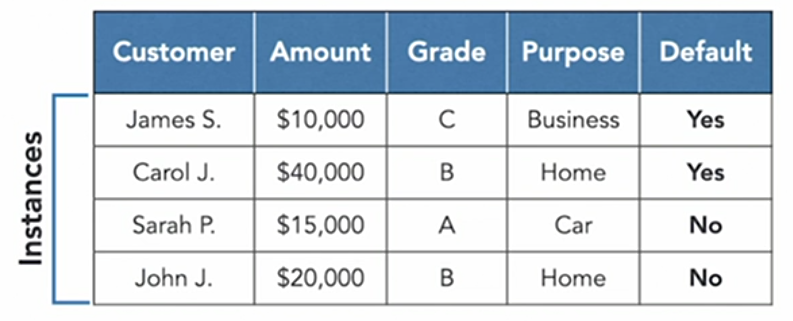 Customer Amount Grade Purpose Default
James S. $10,000 C Business Yes
Carol J. $40,000 B Home Yes
Sarah P. $15,000 A Car No
John J. $20,000 B Home No
Instances